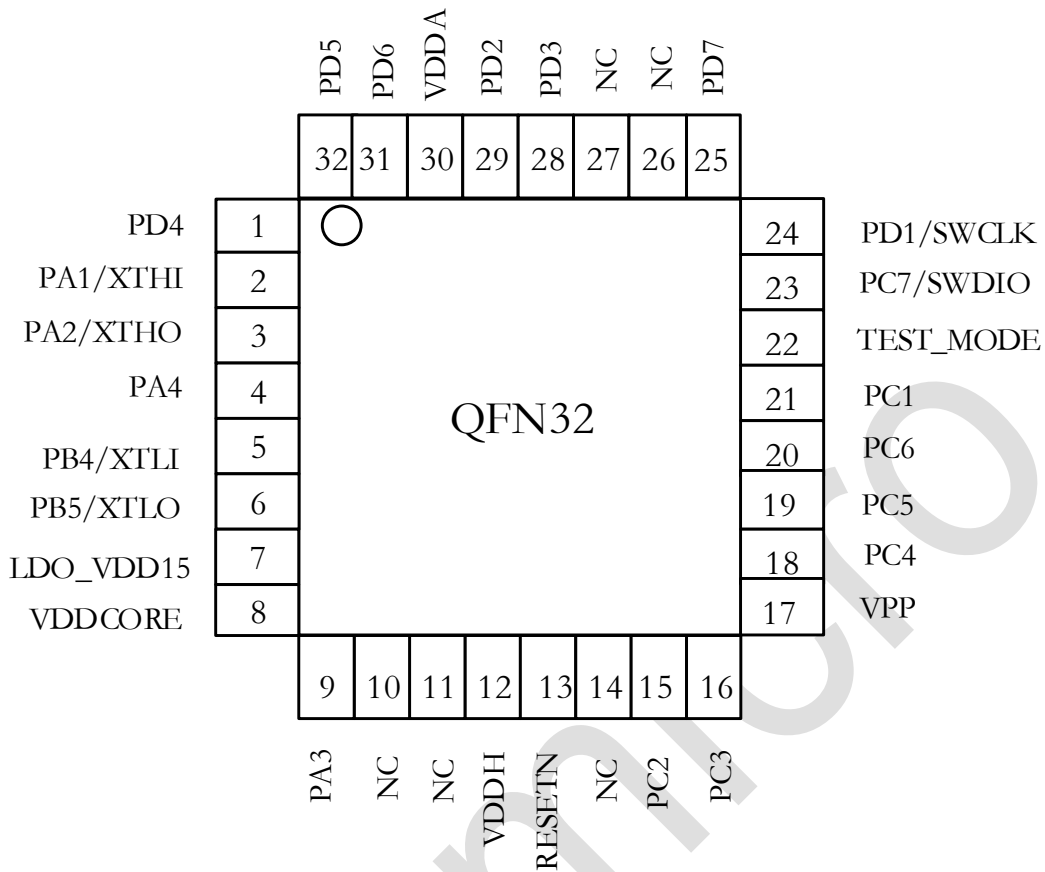 PD5
PD6
VDDA
PD2
PD3
NC
NC
PD7
32 31 30 29 28 27 26 25
PD4 1
PA1/XTHI 2
PA2/XTHO 3
PA4 4
PB4/XTLI 5
PB5/XTLO 6
LDO_VDD15 7
VDDCORE 8
QFN32
24 PD1/SWCLK
23 PC7/SWDIO
22 TEST_MODE
21 PC1
20 PC6
19 PC5
18 PC4
17 VPP
9 10 11 12 13 14 15 16
PA3
NC
NC
VDDH
RESETN
NC
PC2
PC3
micro